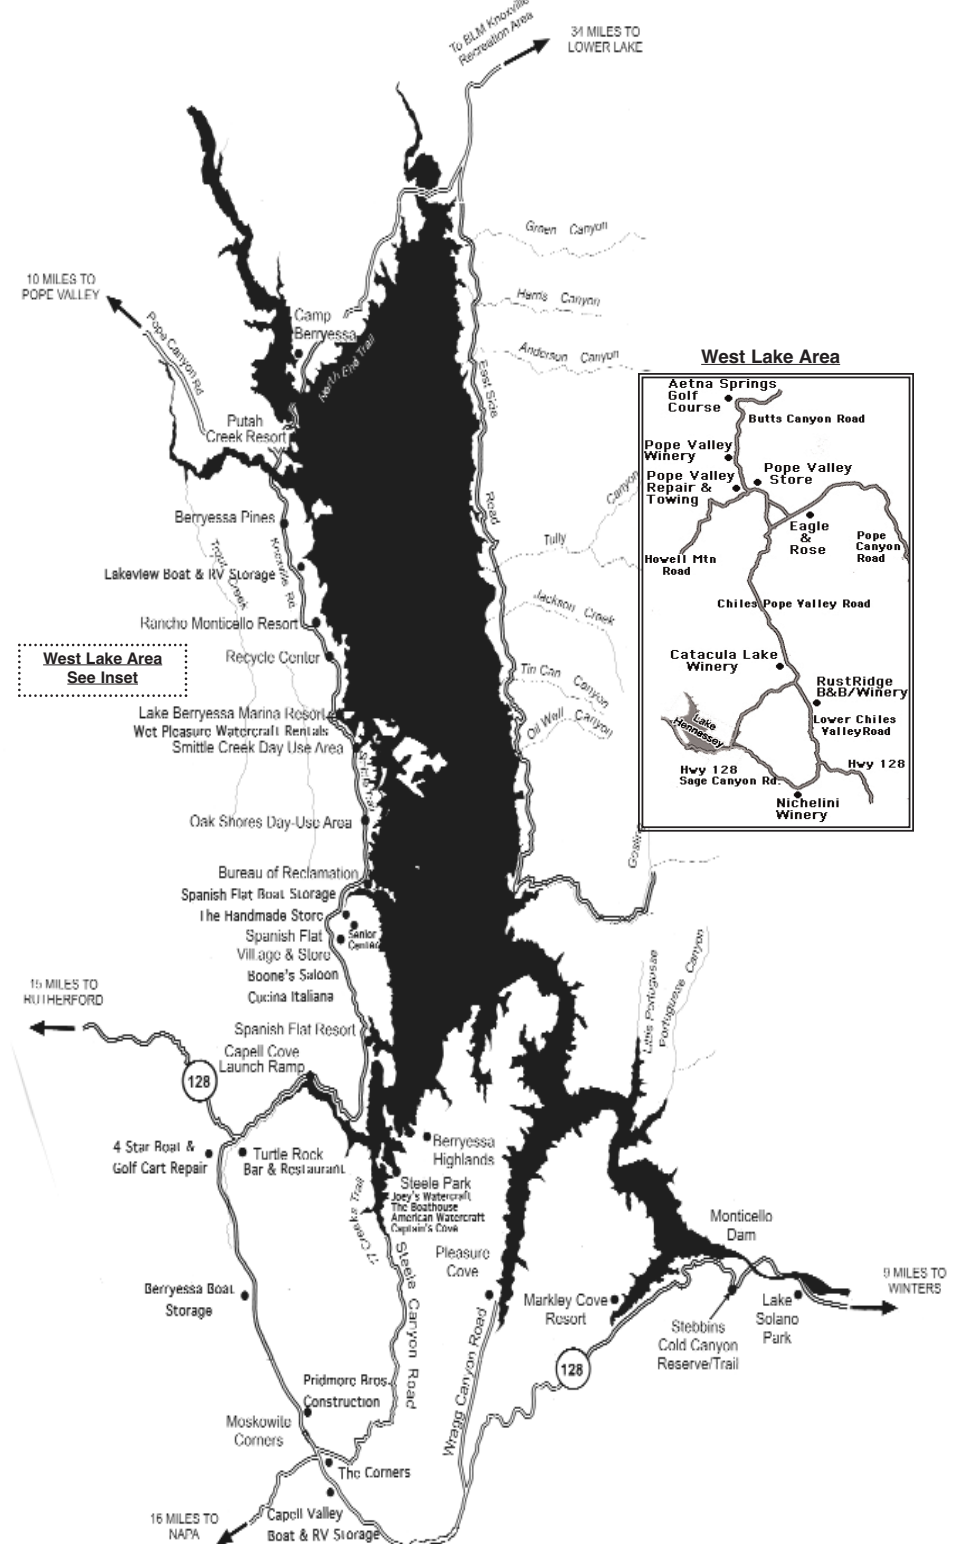 To BLM Knoxville
Recreation Area
34 MILES TO
LOWER LAKE
Green Canyon
10 MILES TO
POPE VALLEY
Harris Canyon
Camp
Berryessa
Pope Canyon Rd
North End Trail
Anderson Canyon
East Side
Road
Putah
Creek Resort
Canyon
Berryessa Pines
Tully
Trout Creek
Knoxville Rd
Lakeview Boat & RV Storage
Jackson Creek
Rancho Monticello Resort
West Lake Area
See Inset
Recycle Center
Tin Can Canyon
Lake Berryessa Marina Resort
Wet Pleasure Watercraft Rentals
Smittle Creek Day Use Area
Oil Well Canyon
Trail
Oak Shores Day-Use Area
Bureau of Reclamation
Spanish Flat Boat Storage
The Handmade Store
Senior
Center
Spanish Flat
Village & Store
Boone's Saloon
Cucina Italiana
15 MILES TO
RUTHERFORD
Little Portuguese
Portuguese Canyon
Spanish Flat Resort
Capell Cove
Launch Ramp
128
4 Star Boat &
Golf Cart Repair
Turtle Rock
Bar & Restaurant
Berryessa
Highlands
Steele Park
Joey's Watercraft
The Boathouse
American Watercraft
Captain's Cove
Steele Canyon Road
Pleasure
Cove
Monticello
Dam
9 MILES TO
WINTERS
Berryessa Boat
Storage
Markley Cove
Resort
Stebbins
Cold Canyon
Reserve/Trail
Lake
Solano
Park
128
Wragg Canyon Road
Pridmore Bros.
Construction
Moskowite
Corners
The Corners
16 MILES TO
NAPA
Capell Valley
Boat & RV Storage
West Lake Area
Aetna Springs
Golf
Course
Butts Canyon Road
Pope Valley
Winery
Pope Valley
Store
Pope Valley
Repair &
Towing
Eagle
&
Rose
Pope
Canyon
Road
Howell Mtn
Road
Chiles Pope Valley Road
Catacula Lake
Winery
RustRidge
B&B/Winery
Lake
Hennessey
Lower Chiles
Valley Road
Hwy 128
Sage Canyon Rd.
Hwy 128
Nichelini
Winery